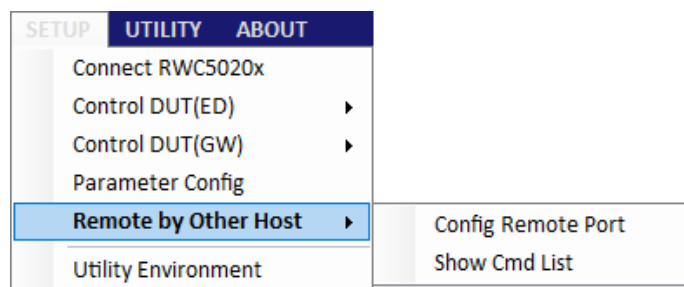 SETUP UTILITY ABOUT
Connect RWC5020x
Control DUT(ED)
Control DUT(GW)
Parameter Config
Remote by Other Host
Config Remote Port
Show Cmd List
Utility Environment